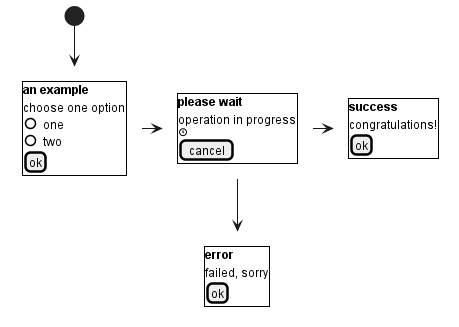 an example
choose one option
one
two
ok
please wait
operation in progress
cancel
success
congratulations!
ok
error
failed, sorry
ok